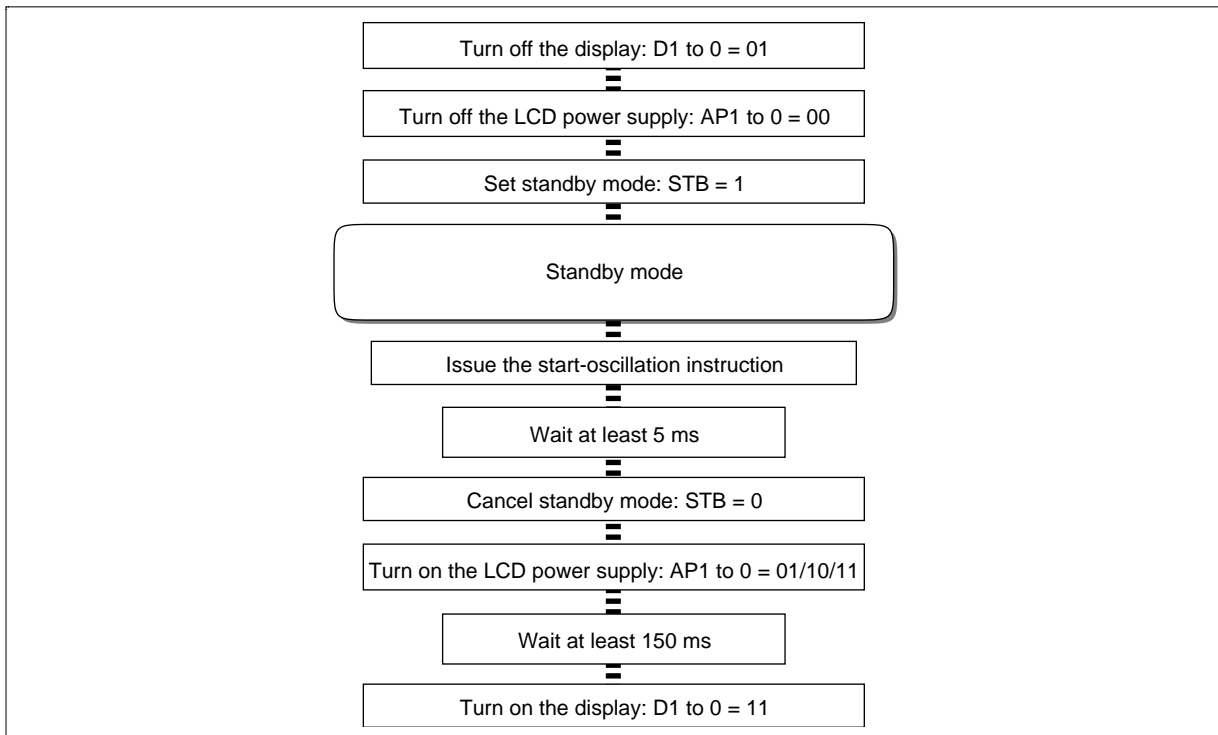 Turn off the display: D1 to 0 = 01
Turn off the LCD power supply: AP1 to 0 = 00
Set standby mode: STB = 1
Standby mode
Issue the start-oscillation instruction
Wait at least 5 ms
Cancel standby mode: STB = 0
Turn on the LCD power supply: AP1 to 0 = 01/10/11
Wait at least 150 ms
Turn on the display: D1 to 0 = 11